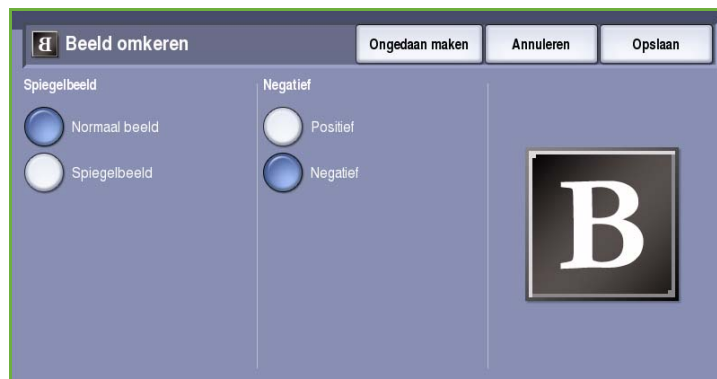 Beeld omkeren
Ongedaan maken
Annuleren
Opslaan
Spiegelbeeld
Normaal beeld
Spiegelbeeld
Negatief
Positief
Negatief
B